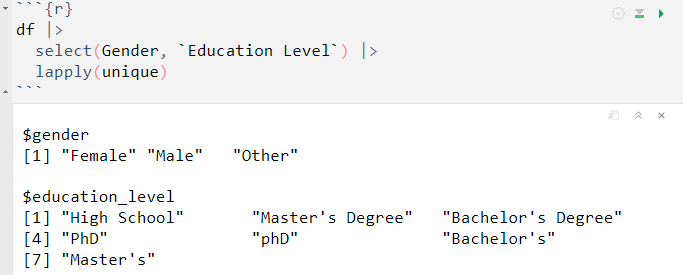 ```{r}
df |>
  select(Gender, `Education Level`) |>
  lapply(unique)
```
$gender
[1] "Female" "Male"   "Other"

$education_level
[1] "High School"       "Master's Degree"   "Bachelor's Degree"
[4] "PhD"               "phD"               "Bachelor's"
[7] "Master's"